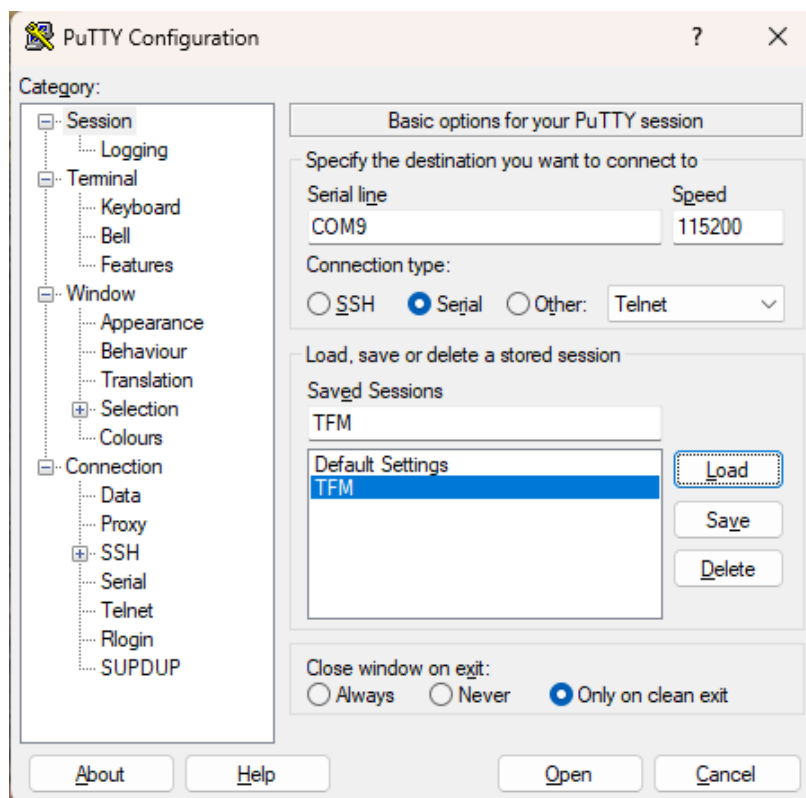 PuTTY Configuration
?
Category:
Session
Logging
Terminal
Keyboard
Bell
Features
Window
Appearance
Behaviour
Translation
Selection
Colours
Connection
Data
Proxy
SSH
Serial
Telnet
Rlogin
SUPDUP
Basic options for your PuTTY session
Specify the destination you want to connect to
Serial line Speed
COM9 115200
Connection type:
SSH Serial Other: Telnet
Load, save or delete a stored session
Saved Sessions
TFM
Default Settings
TFM
Load
Save
Delete
Close window on exit:
Always Never Only on clean exit
About Help Open Cancel